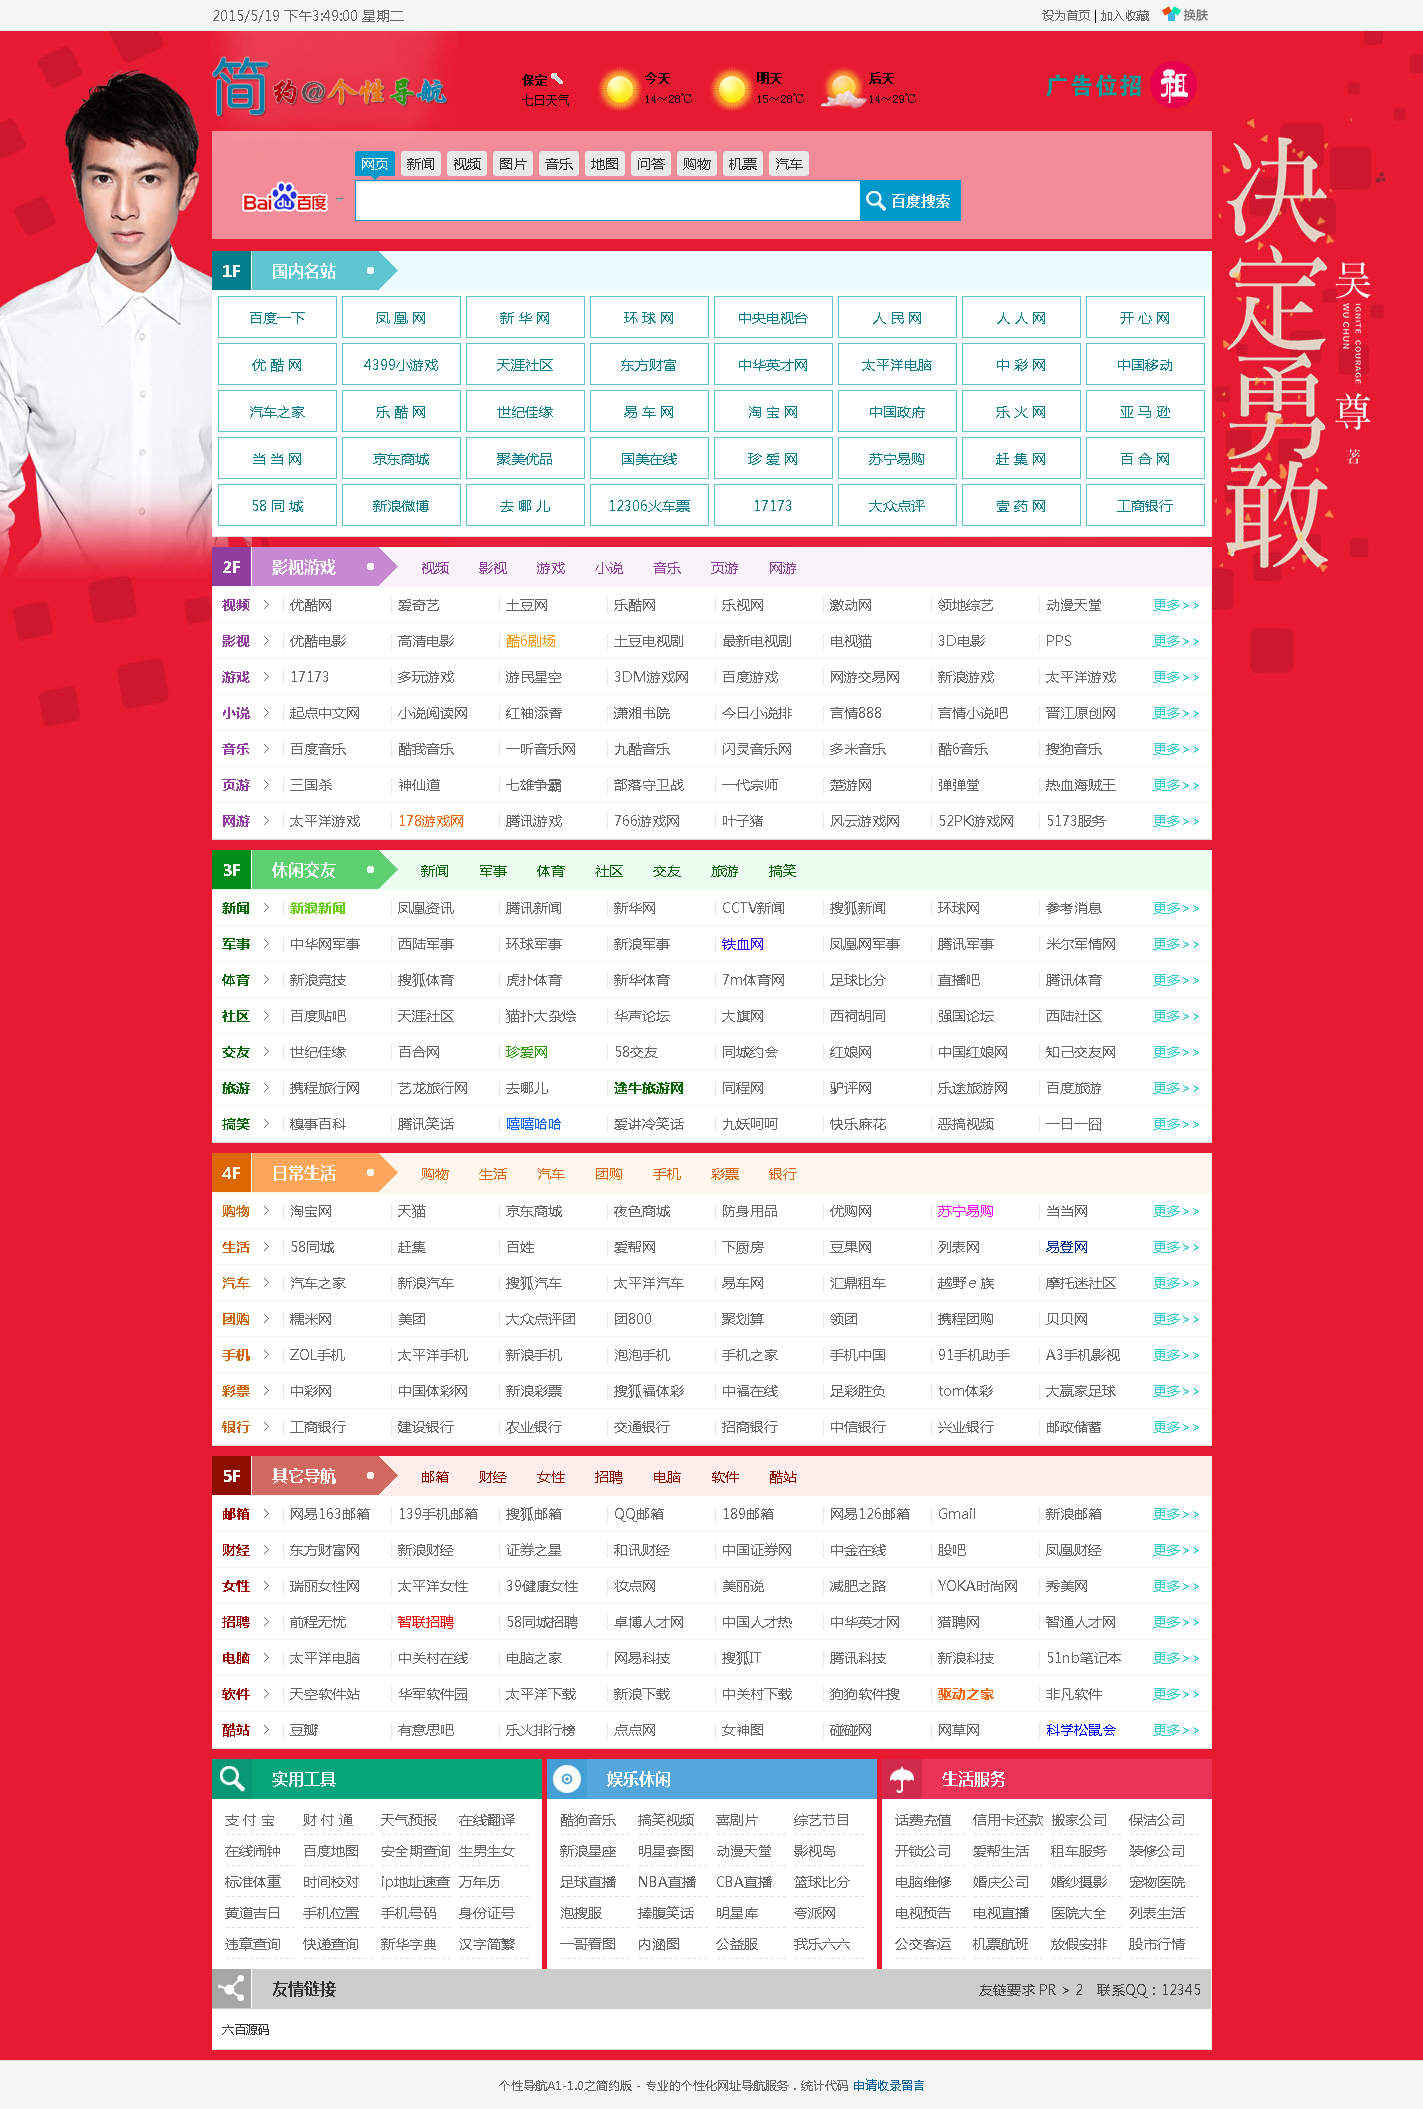 2015/5/19 下午3:49:00 星期二
设为首页 | 加入收藏 换肤
简约@个性导航
保定
七日天气
今天
14～28℃
明天
15～28℃
后天
14～29℃
广告位招租
网页 新闻 视频 图片 音乐 地图 问答 购物 机票 汽车
Baidu百度
百度搜索
决定勇敢
吴尊 著
IGNITE COURAGE
WU CHUN
1F 国内名站
百度一下 凤 凰 网 新 华 网 环 球 网 中央电视台 人 民 网 人 人 网 开 心 网
优 酷 网 4399小游戏 天涯社区 东方财富 中华英才网 太平洋电脑 中 彩 网 中国移动
汽车之家 乐 酷 网 世纪佳缘 易 车 网 淘 宝 网 中国政府 乐 火 网 亚 马 逊
当 当 网 京东商城 聚美优品 国美在线 珍 爱 网 苏宁易购 赶 集 网 百 合 网
58 同 城 新浪微博 去 哪 儿 12306火车票 17173 大众点评 壹 药 网 工商银行
2F 影视游戏 视频 影视 游戏 小说 音乐 页游 网游
视频 > 优酷网 爱奇艺 土豆网 乐酷网 乐视网 激动网 领地综艺 动漫天堂 更多>>
影视 > 优酷电影 高清电影 酷6剧场 土豆电视剧 最新电视剧 电视猫 3D电影 PPS 更多>>
游戏 > 17173 多玩游戏 游民星空 3DM游戏网 百度游戏 网游交易网 新浪游戏 太平洋游戏 更多>>
小说 > 起点中文网 小说阅读网 红袖添香 潇湘书院 今日小说排 言情888 言情小说吧 晋江原创网 更多>>
音乐 > 百度音乐 酷我音乐 一听音乐网 九酷音乐 闪灵音乐网 多米音乐 酷6音乐 搜狗音乐 更多>>
页游 > 三国杀 神仙道 七雄争霸 部落守卫战 一代宗师 楚游网 弹弹堂 热血海贼王 更多>>
网游 > 太平洋游戏 178游戏网 腾讯游戏 766游戏网 叶子猪 风云游戏网 52PK游戏网 5173服务 更多>>
3F 休闲交友 新闻 军事 体育 社区 交友 旅游 搞笑
新闻 > 新浪新闻 凤凰资讯 腾讯新闻 新华网 CCTV新闻 搜狐新闻 环球网 参考消息 更多>>
军事 > 中华网军事 西陆军事 环球军事 新浪军事 铁血网 凤凰网军事 腾讯军事 米尔军情网 更多>>
体育 > 新浪竞技 搜狐体育 虎扑体育 新华体育 7m体育网 足球比分 直播吧 腾讯体育 更多>>
社区 > 百度贴吧 天涯社区 猫扑大杂烩 华声论坛 大旗网 西祠胡同 强国论坛 西陆社区 更多>>
交友 > 世纪佳缘 百合网 珍爱网 58交友 同城约会 红娘网 中国红娘网 知己交友网 更多>>
旅游 > 携程旅行网 艺龙旅行网 去哪儿 途牛旅游网 同程网 驴评网 乐途旅游网 百度旅游 更多>>
搞笑 > 糗事百科 腾讯笑话 嘻嘻哈哈 爱讲冷笑话 九妖呵呵 快乐麻花 恶搞视频 一日一囧 更多>>
4F 日常生活 购物 生活 汽车 团购 手机 彩票 银行
购物 > 淘宝网 天猫 京东商城 夜色商城 防身用品 优购网 苏宁易购 当当网 更多>>
生活 > 58同城 赶集 百姓 爱帮网 下厨房 豆果网 列表网 易登网 更多>>
汽车 > 汽车之家 新浪汽车 搜狐汽车 太平洋汽车 易车网 汇鼎租车 越野 e 族 摩托迷社区 更多>>
团购 > 糯米网 美团 大众点评团 团800 聚划算 领团 携程团购 贝贝网 更多>>
手机 > ZOL手机 太平洋手机 新浪手机 泡泡手机 手机之家 手机中国 91手机助手 A3手机影视 更多>>
彩票 > 中彩网 中国体彩网 新浪彩票 搜狐福体彩 中福在线 足彩胜负 tom体彩 大赢家足球 更多>>
银行 > 工商银行 建设银行 农业银行 交通银行 招商银行 中信银行 兴业银行 邮政储蓄 更多>>
5F 其它导航 邮箱 财经 女性 招聘 电脑 软件 酷站
邮箱 > 网易163邮箱 139手机邮箱 搜狐邮箱 QQ邮箱 189邮箱 网易126邮箱 Gmail 新浪邮箱 更多>>
财经 > 东方财富网 新浪财经 证券之星 和讯财经 中国证券网 中金在线 股吧 凤凰财经 更多>>
女性 > 瑞丽女性网 太平洋女性 39健康女性 妆点网 美丽说 减肥之路 YOKA时尚网 秀美网 更多>>
招聘 > 前程无忧 智联招聘 58同城招聘 卓博人才网 中国人才热 中华英才网 猎聘网 智通人才网 更多>>
电脑 > 太平洋电脑 中关村在线 电脑之家 网易科技 搜狐IT 腾讯科技 新浪科技 51nb笔记本 更多>>
软件 > 天空软件站 华军软件园 太平洋下载 新浪下载 中关村下载 狗狗软件搜 驱动之家 非凡软件 更多>>
酷站 > 豆瓣 有意思吧 乐火排行榜 点点网 女神图 碰碰网 网草网 科学松鼠会 更多>>
实用工具 娱乐休闲 生活服务
支 付 宝 财 付 通 天气预报 在线翻译 酷狗音乐 搞笑视频 喜剧片 综艺节目 话费充值 信用卡还款 搬家公司 保洁公司
在线闹钟 百度地图 安全期查询 生男生女 新浪星座 明星套图 动漫天堂 影视岛 开锁公司 爱帮生活 租车服务 装修公司
标准体重 时间校对 ip地址速查 万年历 足球直播 NBA直播 CBA直播 篮球比分 电脑维修 婚庆公司 婚纱摄影 宠物医院
黄道吉日 手机位置 手机号码 身份证号 泡搜服 捧腹笑话 明星库 夸派网 电视预告 电视直播 医院大全 列表生活
违章查询 快递查询 新华字典 汉字简繁 一哥看图 内涵图 公益服 我乐六六 公交客运 机票航班 放假安排 股市行情
友情链接 友链要求 PR > 2 联系QQ：12345
六百源码
个性导航A1-1.0之简约版 - 专业的个性化网址导航服务 . 统计代码 申请收录留言